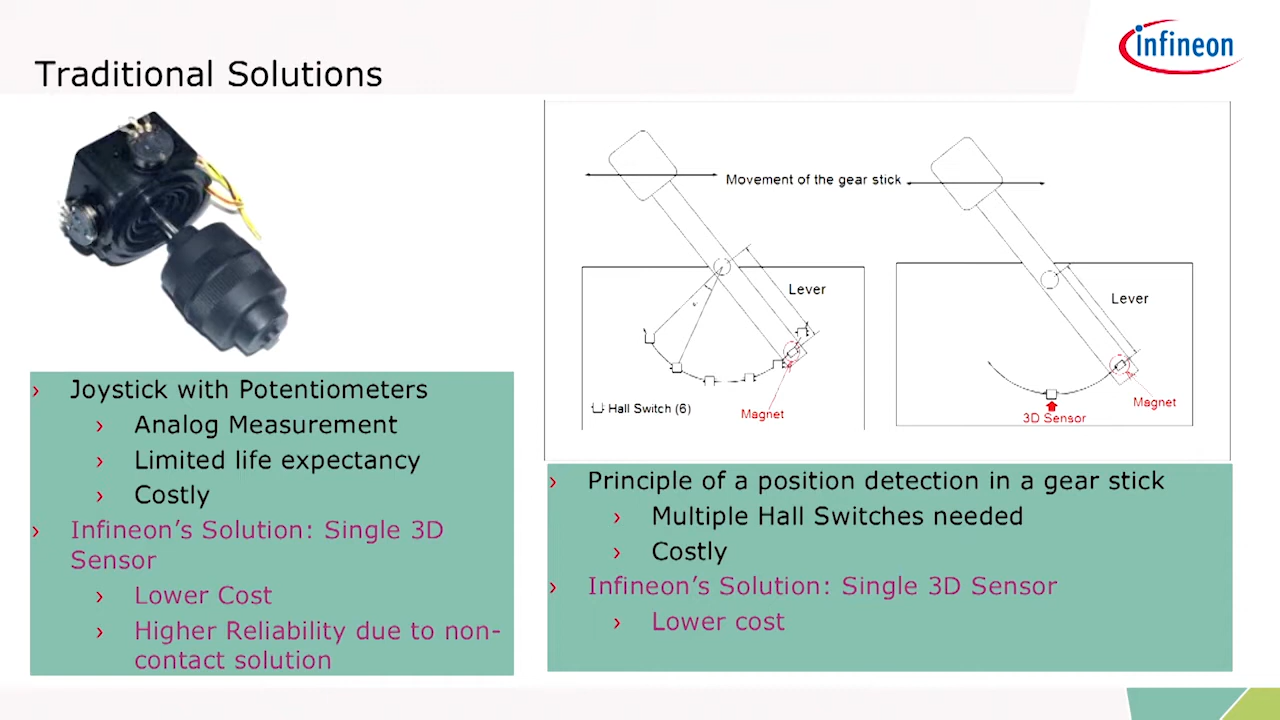 Traditional Solutions
infineon
Movement of the gear stick
Lever
Hall Switch (6)
Magnet
Lever
Magnet
3D Sensor
› Joystick with Potentiometers
› Analog Measurement
› Limited life expectancy
› Costly
› Infineon's Solution: Single 3D
Sensor
› Lower Cost
› Higher Reliability due to non-
contact solution
› Principle of a position detection in a gear stick
› Multiple Hall Switches needed
› Costly
› Infineon's Solution: Single 3D Sensor
› Lower cost